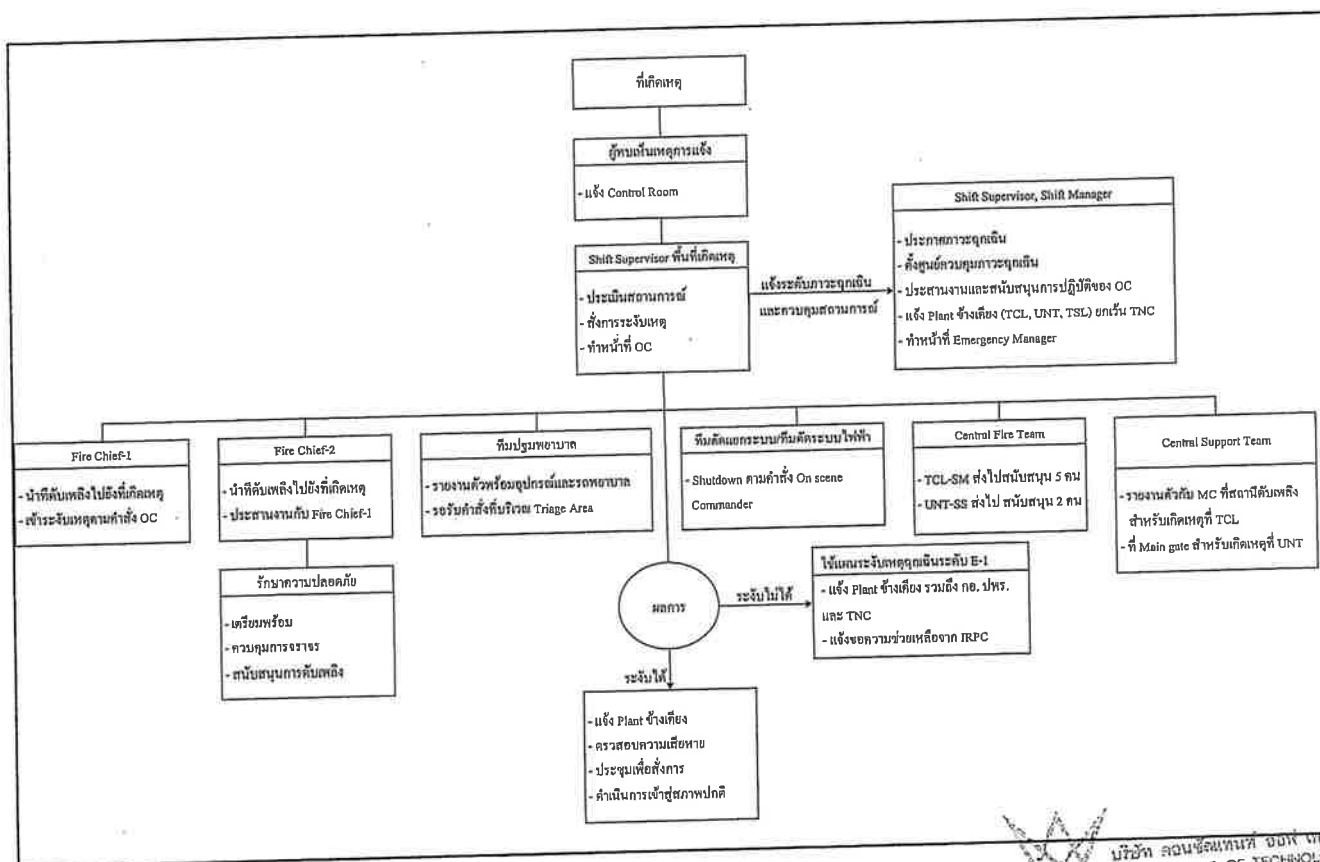 ที่เกิดเหตุ
ผู้พบเห็นเหตุการแจ้ง
- แจ้ง Control Room
Shift Supervisor พื้นที่เกิดเหตุ
- ประเมินสถานการณ์
- สั่งการระงับเหตุ
- ทำหน้าที่ OC
แจ้งระดับภาวะฉุกเฉิน
และควบคุมสถานการณ์
Shift Supervisor, Shift Manager
- ประกาศภาวะฉุกเฉิน
- ตั้งศูนย์ควบคุมภาวะฉุกเฉิน
- ประสานงานและสนับสนุนการปฏิบัติของ OC
- แจ้ง Plant ข้างเคียง (TCL, UNT, TSL) ยกเว้น TNC
- ทำหน้าที่ Emergency Manager
Fire Chief-1
- นำทีดับเพลิงไปยังที่เกิดเหตุ
- เข้าระงับเหตุตามคำสั่ง OC
Fire Chief-2
- นำทีดับเพลิงไปยังที่เกิดเหตุ
- ประสานงานกับ Fire Chief-1
รักษาความปลอดภัย
- เตรียมพร้อม
- ควบคุมการจราจร
- สนับสนุนการดับเพลิง
ทีมปฐมพยาบาล
- รายงานตัวพร้อมอุปกรณ์และรถพยาบาล
- รอรับคำสั่งที่บริเวณ Triage Area
ทีมตัดแยกระบบ/ทีมตัดระบบไฟฟ้า
- Shutdown ตามคำสั่ง On scene
Commander
Central Fire Team
- TCL-SM ส่งไปสนับสนุน 5 คน
- UNT-SS ส่งไป สนับสนุน 2 คน
Central Support Team
- รายงานตัวกับ MC ที่สถานีดับเพลิง
สำหรับเกิดเหตุที่ TCL
- ที่ Main gate สำหรับเกิดเหตุที่ UNT
ผลการ
ระงับไม่ได้
ใช้แผนระงับเหตุฉุกเฉินระดับ E-1
- แจ้ง Plant ข้างเคียง รวมถึง กอ. ปหร.
และ TNC
- แจ้งขอความช่วยเหลือจาก IRPC
ระงับได้
- แจ้ง Plant ข้างเคียง
- ตรวจสอบความเสียหาย
- ประชุมเพื่อสั่งการ
- ดำเนินการเข้าสู่สภาพปกติ
บริษัท คอนซัลแทนท์ ออฟ
OF TECHNOLO